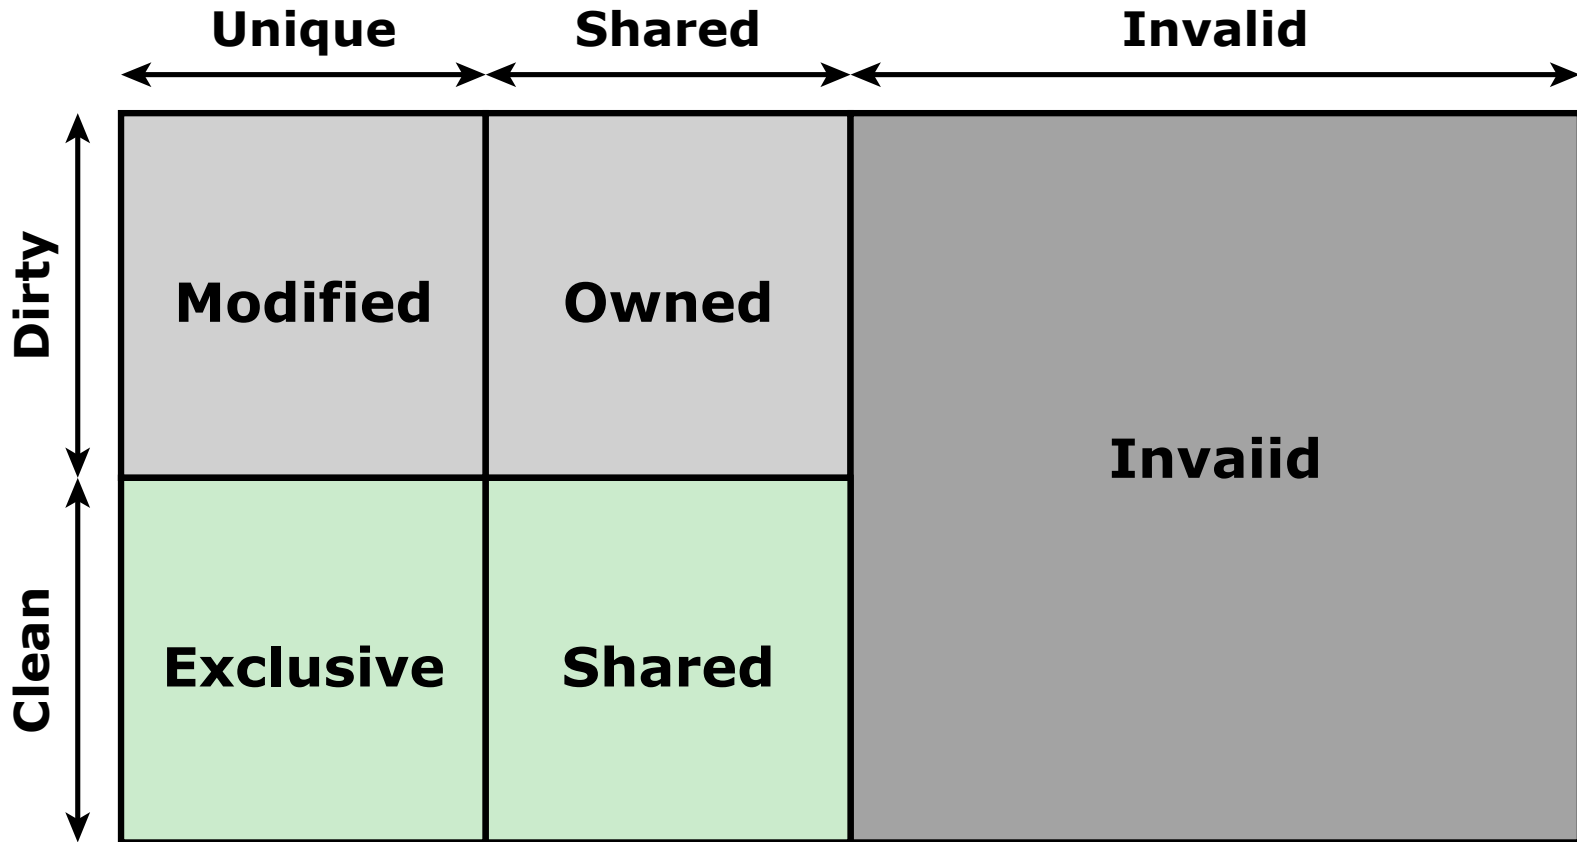 Unique
Shared
Invalid
Dirty
Modified
Owned
Invaiid
Clean
Exclusive
Shared